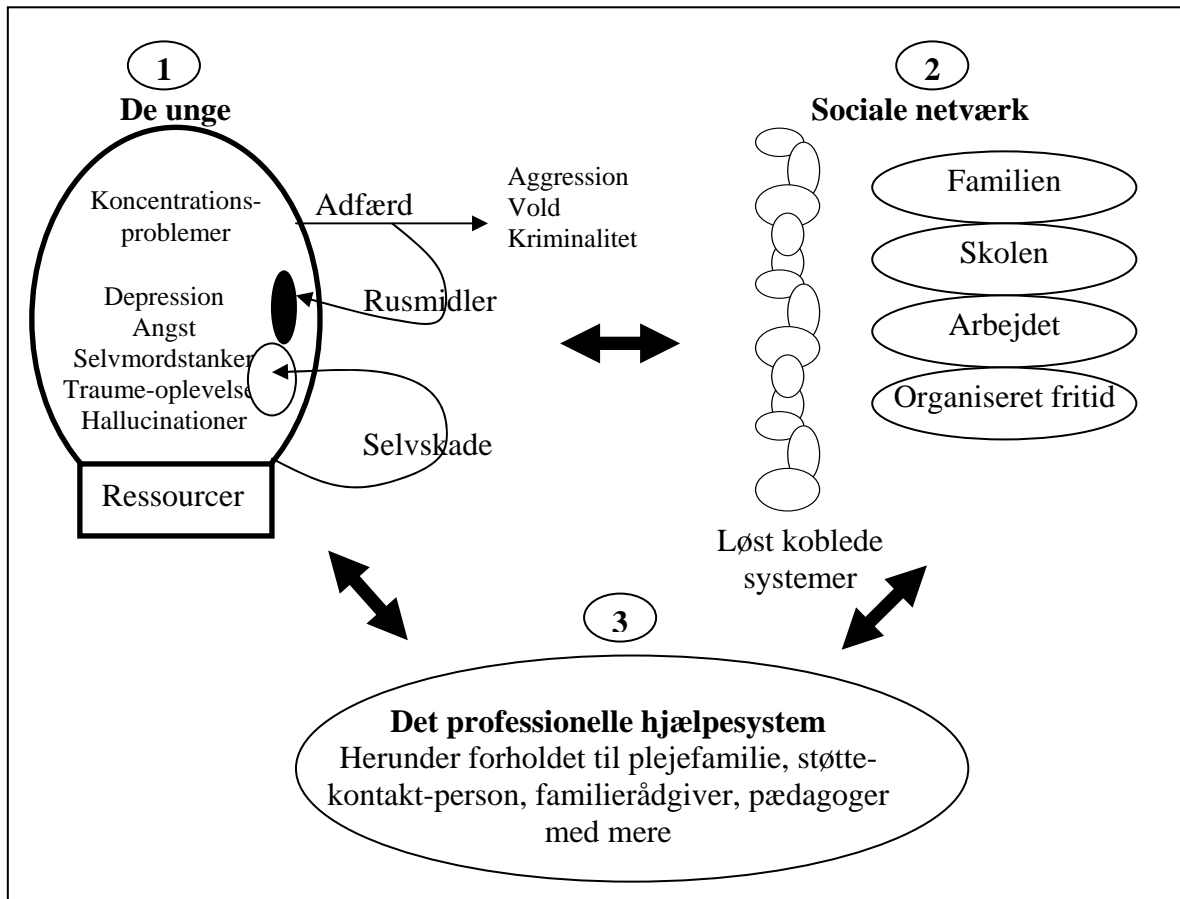 1
De unge
Koncentrations-
problemer
Depression
Angst
Selvmordstanker
Traume-oplevelse
Hallucinationer
Ressourcer
Adfærd
Aggression
Vold
Kriminalitet
Rusmidler
Selvskade
2
Sociale netværk
Familien
Skolen
Arbejdet
Organiseret fritid
Løst koblede
systemer
3
Det professionelle hjælpesystem
Herunder forholdet til plejefamilie, støtte-
kontakt-person, familierådgiver, pædagoger
med mere